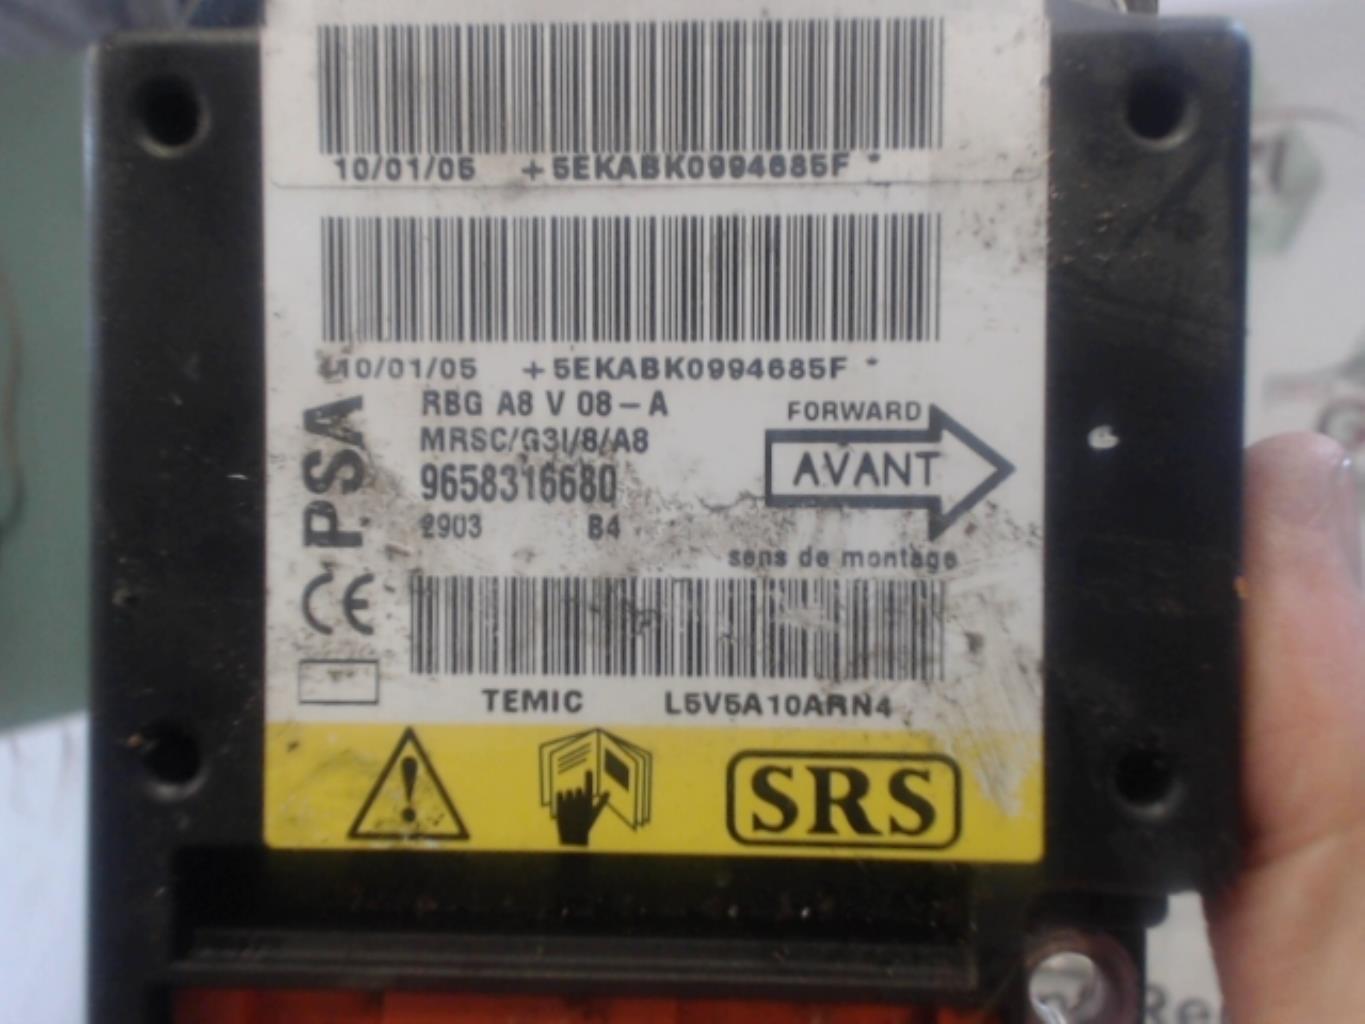 10/01/05 +5EKABK0994685F *
10/01/05 +5EKABK0994685F *
PSA
CE
RBG A8 V 08-A
MRSC/G3I/8/A8
9658316680
2903 B4
FORWARD
AVANT
sens de montage
TEMIC L5V5A10ARN4
SRS